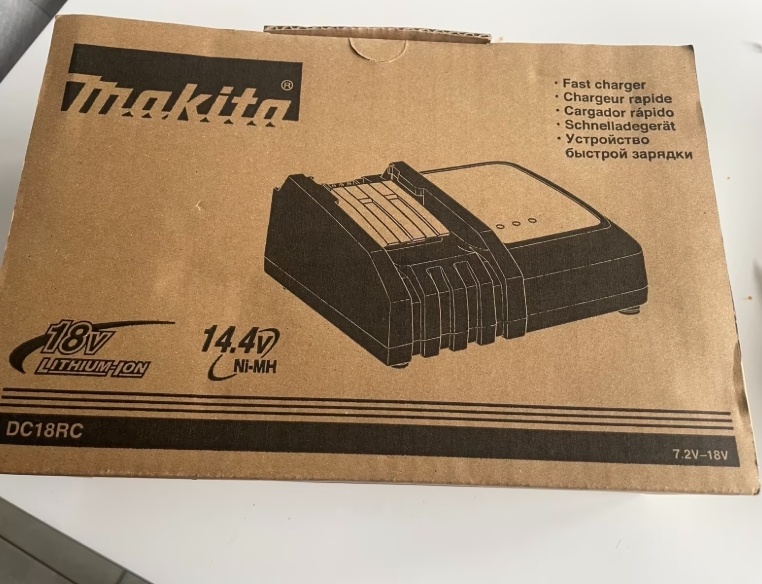 makita®
· Fast charger
· Chargeur rapide
· Cargador rápido
· Schnelladegerät
· Устройство
быстрой зарядки
18V
LITHIUM-ION
14.4V
Ni-MH
DC18RC
7.2V–18V